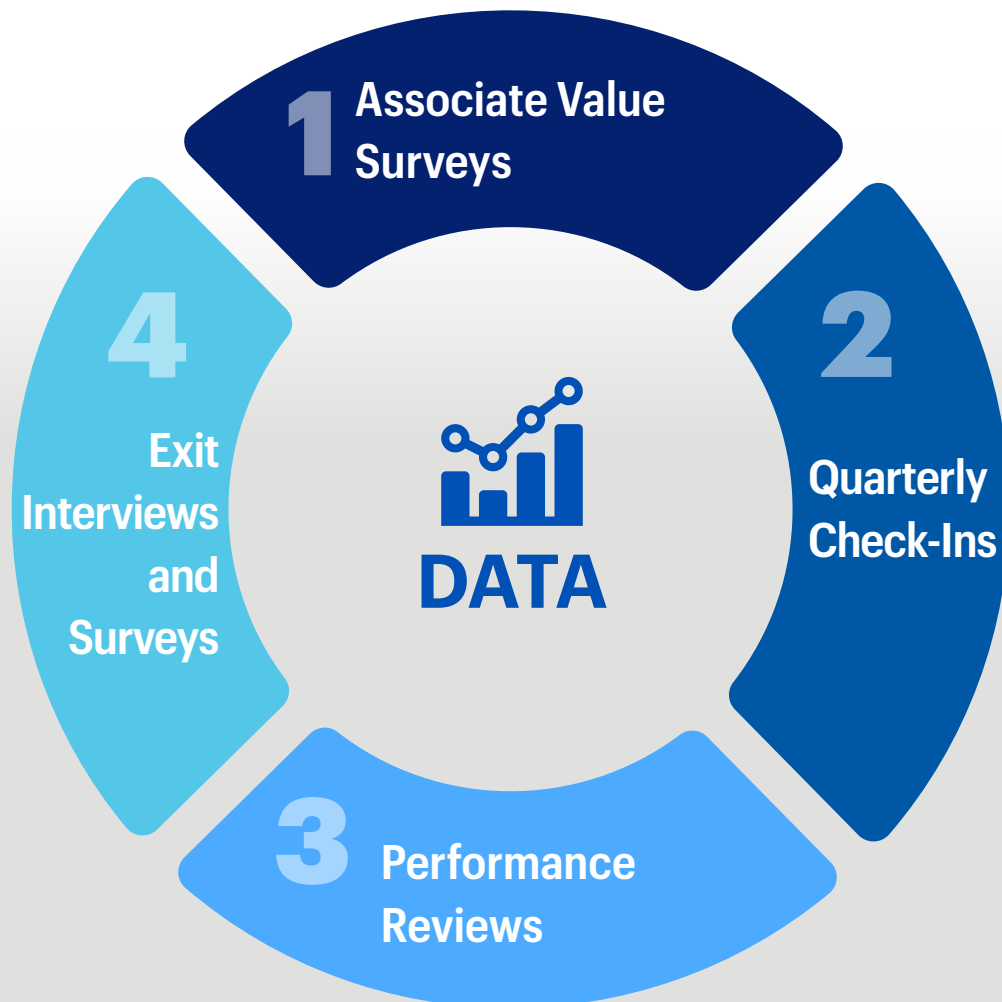 1
Associate Value
Surveys
2
Quarterly
Check-Ins
3
Performance
Reviews
4
Exit
Interviews
and
Surveys
DATA